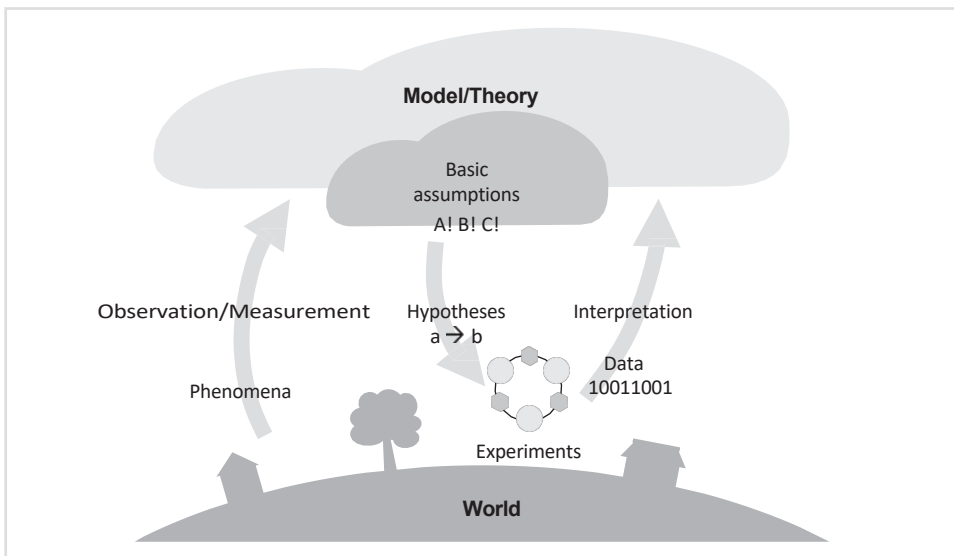 Model/Theory
Basic
assumptions
A! B! C!
Observation/Measurement
Hypotheses
a → b
Interpretation
Phenomena
Data
10011001
Experiments
World